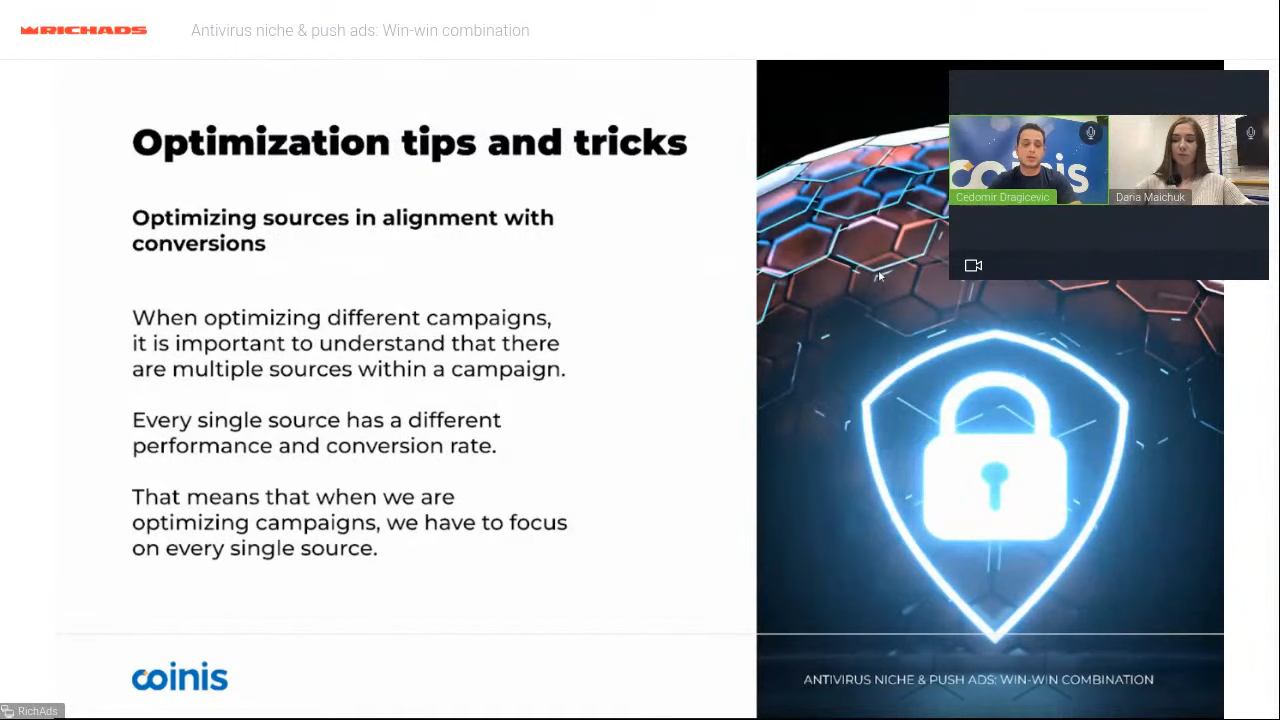 RICHADS
Antivirus niche & push ads: Win-win combination
Optimization tips and tricks
Optimizing sources in alignment with
conversions
When optimizing different campaigns,
it is important to understand that there
are multiple sources within a campaign.
Every single source has a different
performance and conversion rate.
That means that when we are
optimizing campaigns, we have to focus
on every single source.
coinis
ANTIVIRUS NICHE & PUSH ADS: WIN-WIN COMBINATION
coinis
Cedomir Dragicevic
Daria Maichuk
RichAds